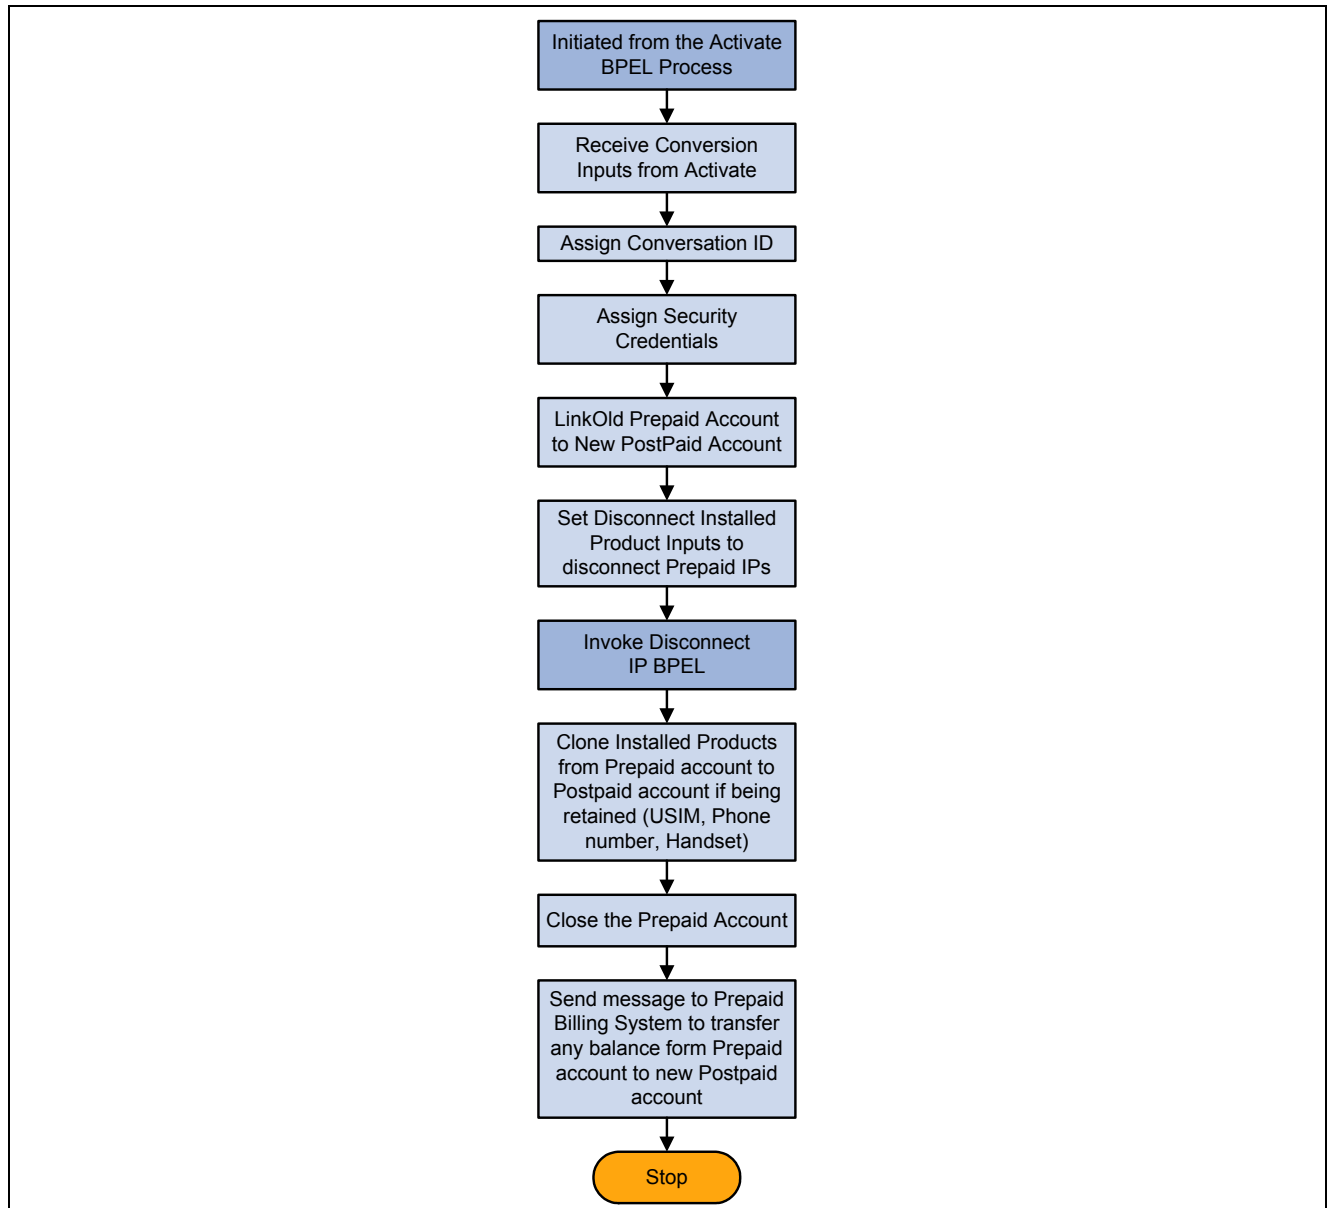 Initiated from the Activate
BPEL Process
Receive Conversion
Inputs from Activate
Assign Conversation ID
Assign Security
Credentials
LinkOld Prepaid Account
to New PostPaid Account
Set Disconnect Installed
Product Inputs to
disconnect Prepaid IPs
Invoke Disconnect
IP BPEL
Clone Installed Products
from Prepaid account to
Postpaid account if being
retained (USIM, Phone
number, Handset)
Close the Prepaid Account
Send message to Prepaid
Billing System to transfer
any balance form Prepaid
account to new Postpaid
account
Stop